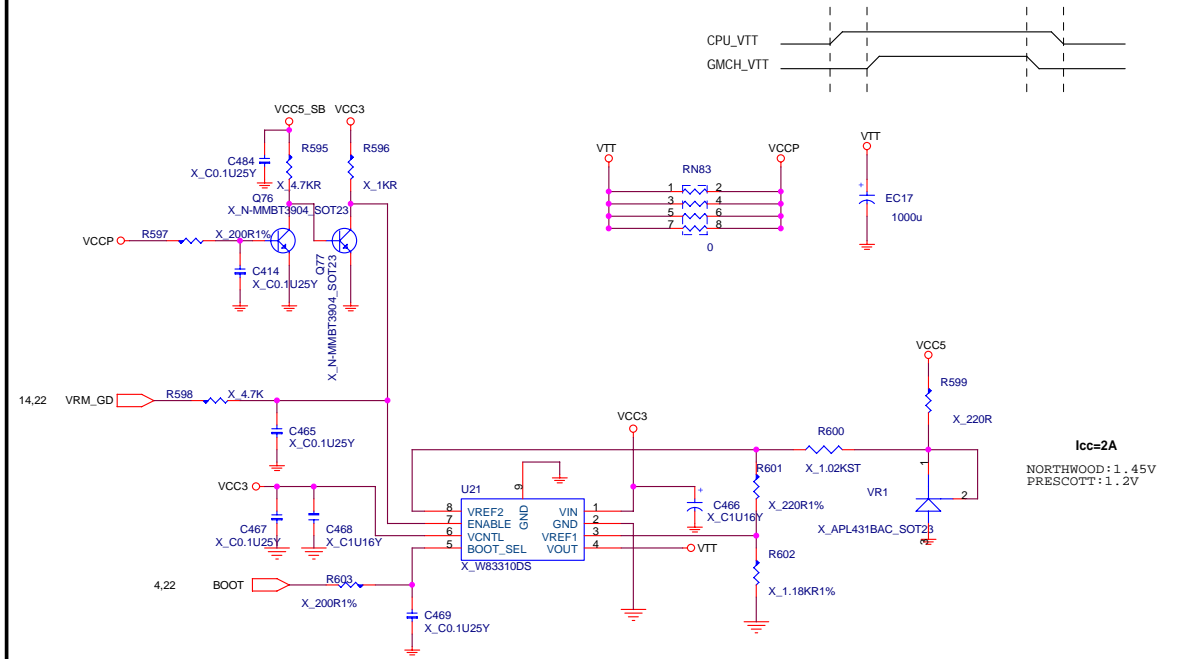 CPU_VTT
GMCH_VTT
VCC5_SB VCC3
C484
X_C0.1U25Y
R595
X_4.7KR
R596
X_1KR
Q76
X_N-MMBT3904_SOT23
VCCP R597
X_200R1%
C414
X_C0.1U25Y
Q77
X_N-MMBT3904_SOT23
VTT
RN83
VCCP
1 2
3 4
5 6
7 8
0
VTT
+
EC17
1000u
14,22 VRM_GD
R598 X_4.7K
C465
X_C0.1U25Y
VCC3
C467
X_C0.1U25Y
C468
X_C1U16Y
U21
9
GND
8 VREF2
7 ENABLE
6 VCNTL
5 BOOT_SEL
VIN 1
GND 2
VREF1 3
VOUT 4
X_W83310DS
VTT
4,22 BOOT
R603
X_200R1%
C469
X_C0.1U25Y
VCC3
+
C466
X_C1U16Y
R600
X_1.02KST
R601
X_220R1%
R602
X_1.18KR1%
VCC5
R599
X_220R
1
2
3
VR1
X_APL431BAC_SOT23
Icc=2A
NORTHWOOD:1.45V
PRESCOTT:1.2V